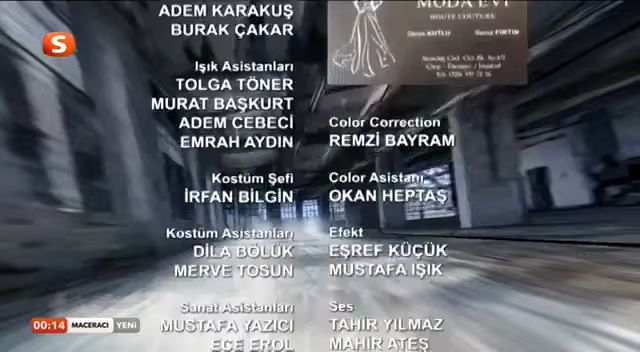 ADEM KARAKUŞ
BURAK ÇAKAR
Işık Asistanları
TOLGA TÖNER
MURAT BAŞKURT
ADEM CEBECİ
EMRAH AYDIN
Kostüm Şefi
İRFAN BİLGİN
Kostüm Asistanları
DİLA BÖLÜK
MERVE TOSUN
Sanat Asistanları
MUSTAFA YAZICI
ECE EROL
MODA EVİ
HOUTE COUTURE
KUTLU
FIRTIN
Color Correction
REMZİ BAYRAM
Color Asistanı
OKAN HEPTAŞ
Efekt
EŞREF KÜÇÜK
MUSTAFA IŞIK
Ses
TAHİR YILMAZ
MAHİR ATEŞ
S
00:14 MACERACI YENİ